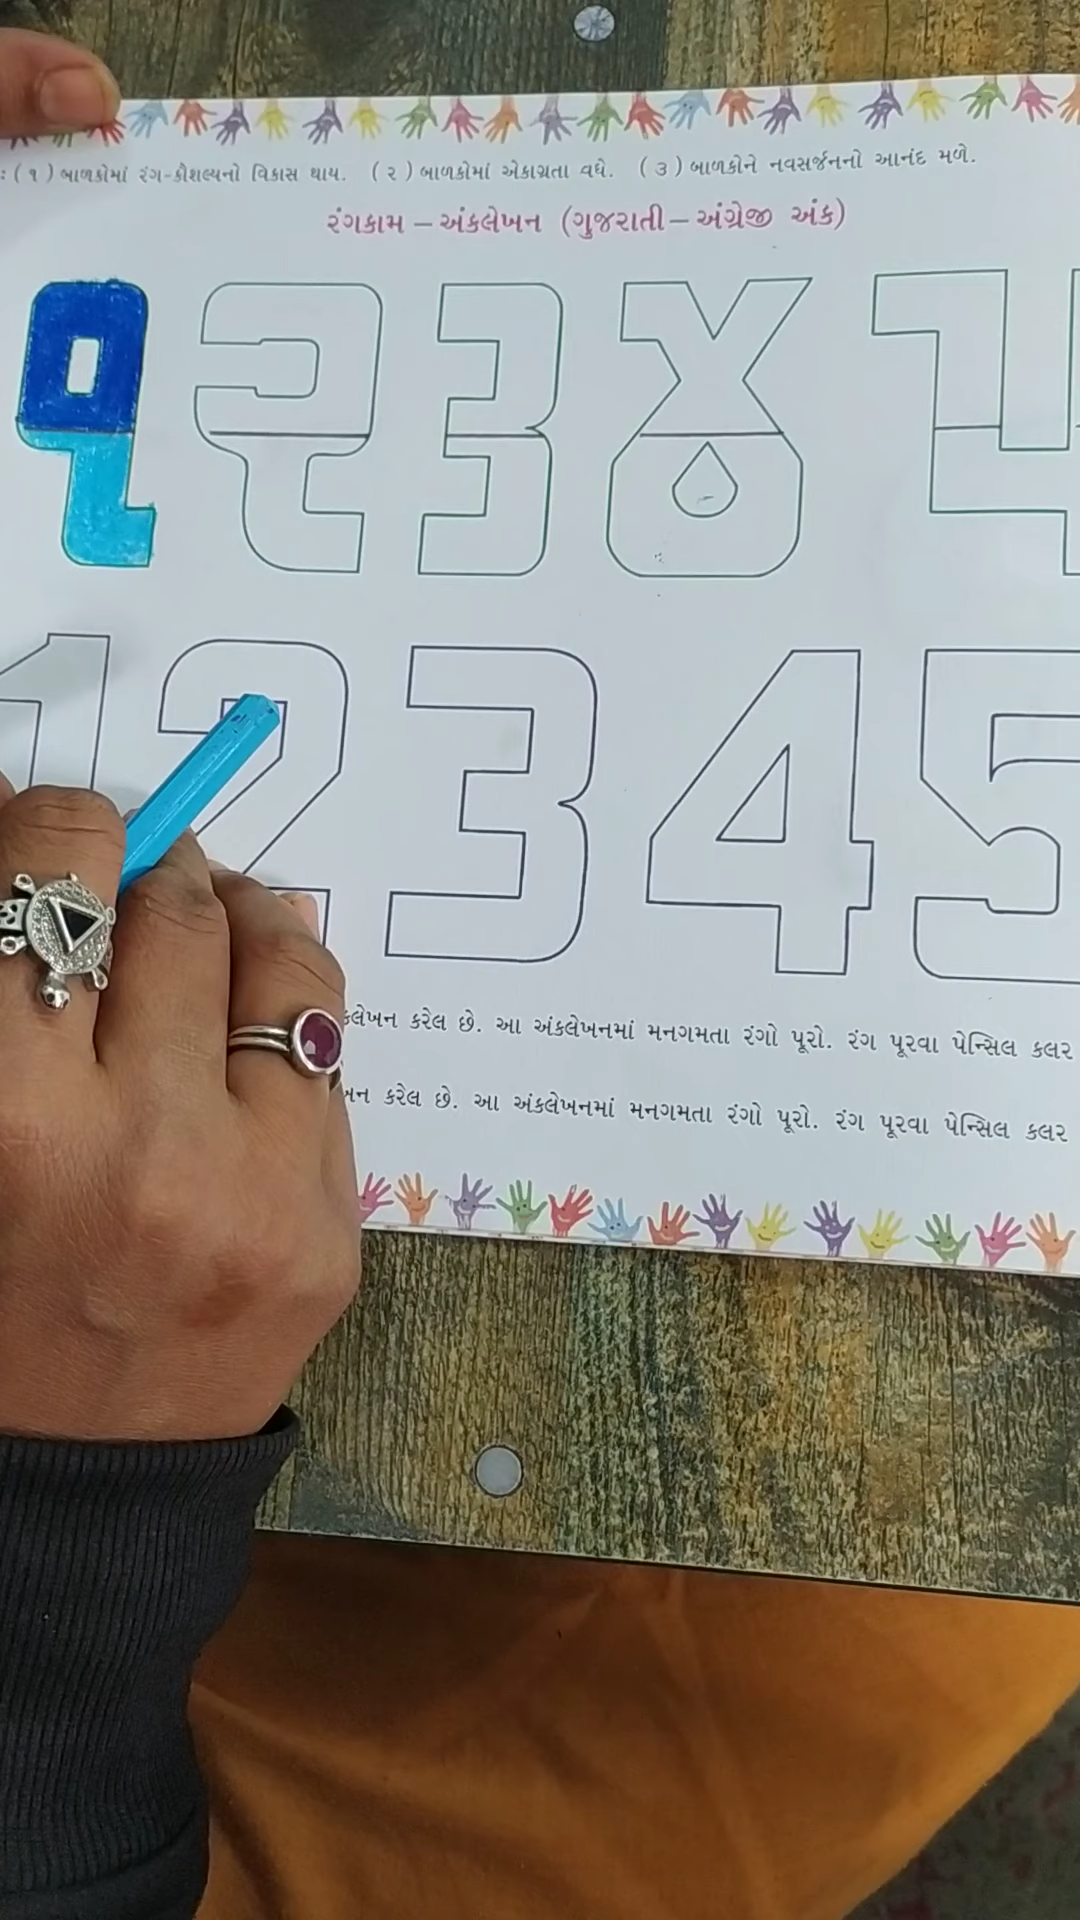 : (૧) બાળકોમાં રંગ-કૌશલ્યનો વિકાસ થાય. (૨) બાળકોમાં એકાગ્રતા વધે. (૩) બાળકોને નવસર્જનનો આનંદ મળે.
રંગકામ – અંકલેખન (ગુજરાતી – અંગ્રેજી અંક)
૧ ૨ ૩ ૪ ૫
1 2 3 4 5
કલેખન કરેલ છે. આ અંકલેખનમાં મનગમતા રંગો પૂરો. રંગ પૂરવા પેન્સિલ કલર
ખન કરેલ છે. આ અંકલેખનમાં મનગમતા રંગો પૂરો. રંગ પૂરવા પેન્સિલ કલર